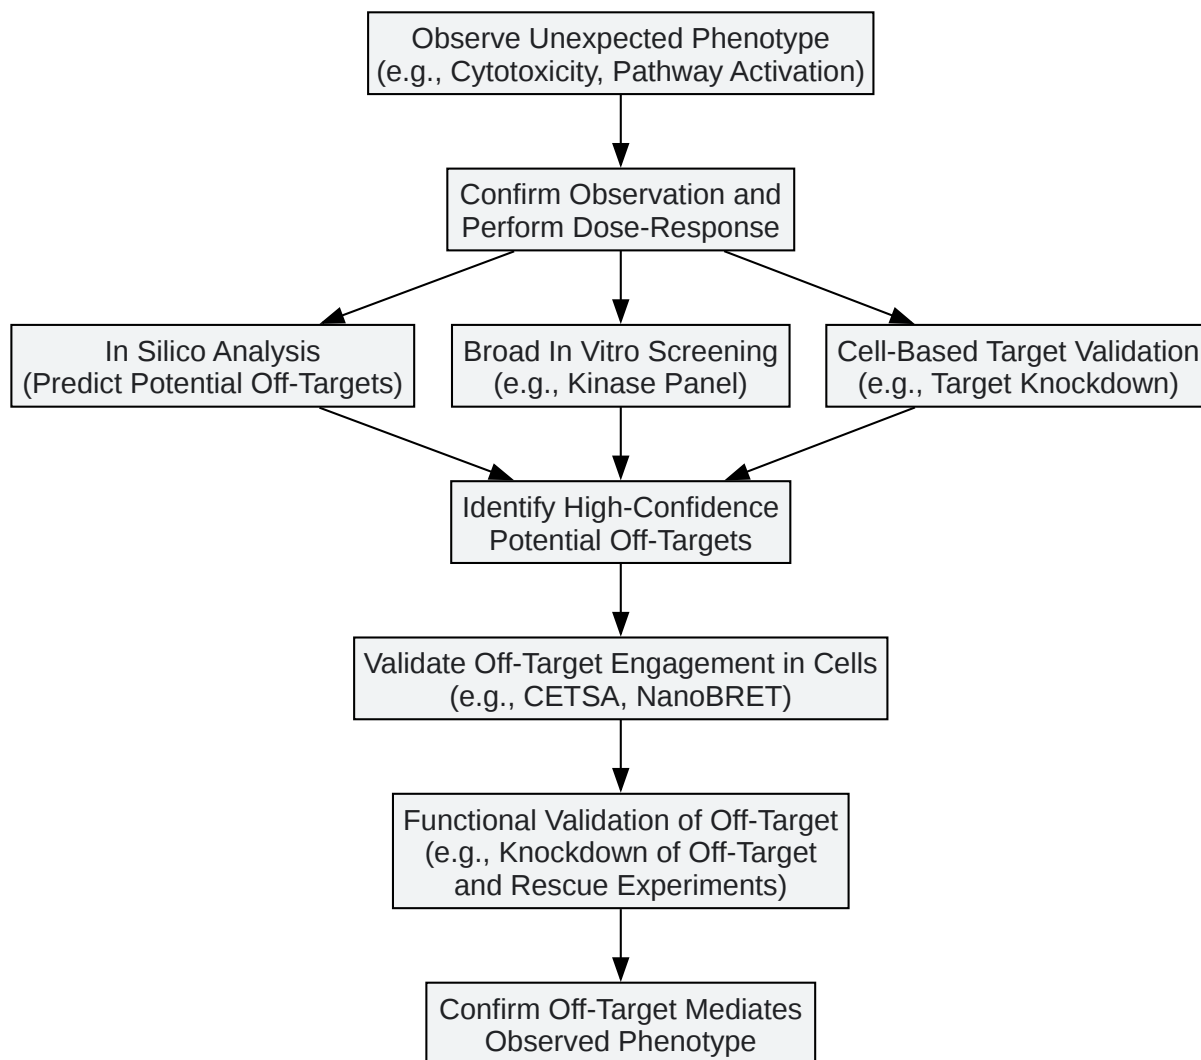 Observe Unexpected Phenotype
(e.g., Cytotoxicity, Pathway Activation)
Confirm Observation and
Perform Dose-Response
In Silico Analysis
(Predict Potential Off-Targets)
Broad In Vitro Screening
(e.g., Kinase Panel)
Cell-Based Target Validation
(e.g., Target Knockdown)
Identify High-Confidence
Potential Off-Targets
Validate Off-Target Engagement in Cells
(e.g., CETSA, NanoBRET)
Functional Validation of Off-Target
(e.g., Knockdown of Off-Target
and Rescue Experiments)
Confirm Off-Target Mediates
Observed Phenotype